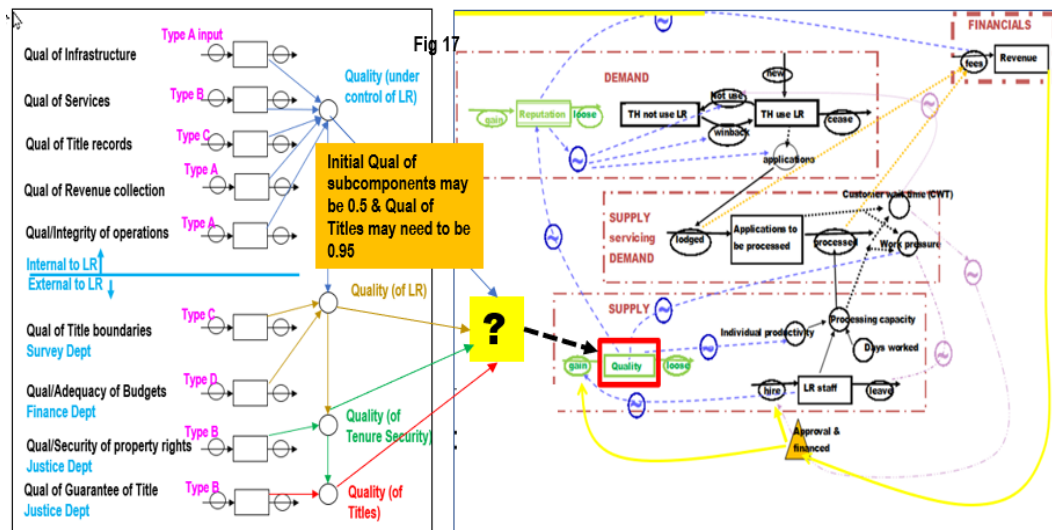 Qual of Infrastructure
Type A input
Qual of Services
Type B
Qual of Title records
Type C
Qual of Revenue collection
Type A
Qual/Integrity of operations
Type A
Internal to LR
External to LR
Qual of Title boundaries
Survey Dept
Type C
Qual/Adequacy of Budgets
Finance Dept
Type D
Qual/Security of property rights
Justice Dept
Type B
Qual of Guarantee of Title
Justice Dept
Type B
Quality (under
control of LR)
Initial Qual of
subcomponents may
be 0.5 & Qual of
Titles may need to be
0.95
Quality (of LR)
Quality (of
Tenure Security)
Quality (of
Titles)
?
Fig 17
FINANCIALS
fees
Revenue
DEMAND
new
Reputation
gain
loose
TH not use LR
Not use
TH use LR
winback
cease
applications
SUPPLY
servicing
DEMAND
lodged
Applications to
be processed
processed
Customer wait time (CWT)
Work pressure
SUPPLY
Individual productivity
Processing capacity
Days worked
gain
Quality
loose
hire
LR staff
leave
Approval &
financed